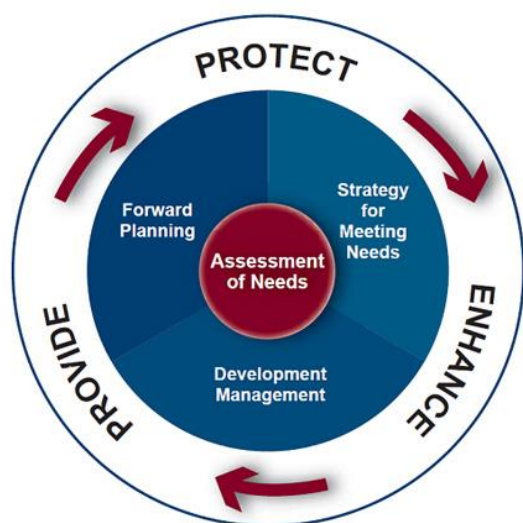 PROTECT
Forward
Planning
Strategy
for
Meeting
Needs
Assessment
of Needs
ENHANCE
PROVIDE
Development
Management